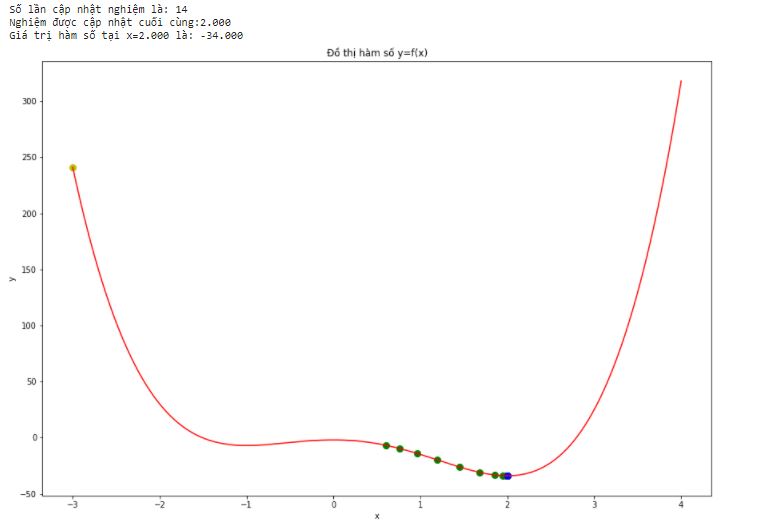 Số lần cập nhật nghiệm là: 14
Nghiệm được cập nhật cuối cùng:2.000
Giá trị hàm số tại x=2.000 là: -34.000
Đồ thị hàm số y=f(x)
300
250
200
150
100
50
0
−50
y
−3 −2 −1 0 1 2 3 4
x